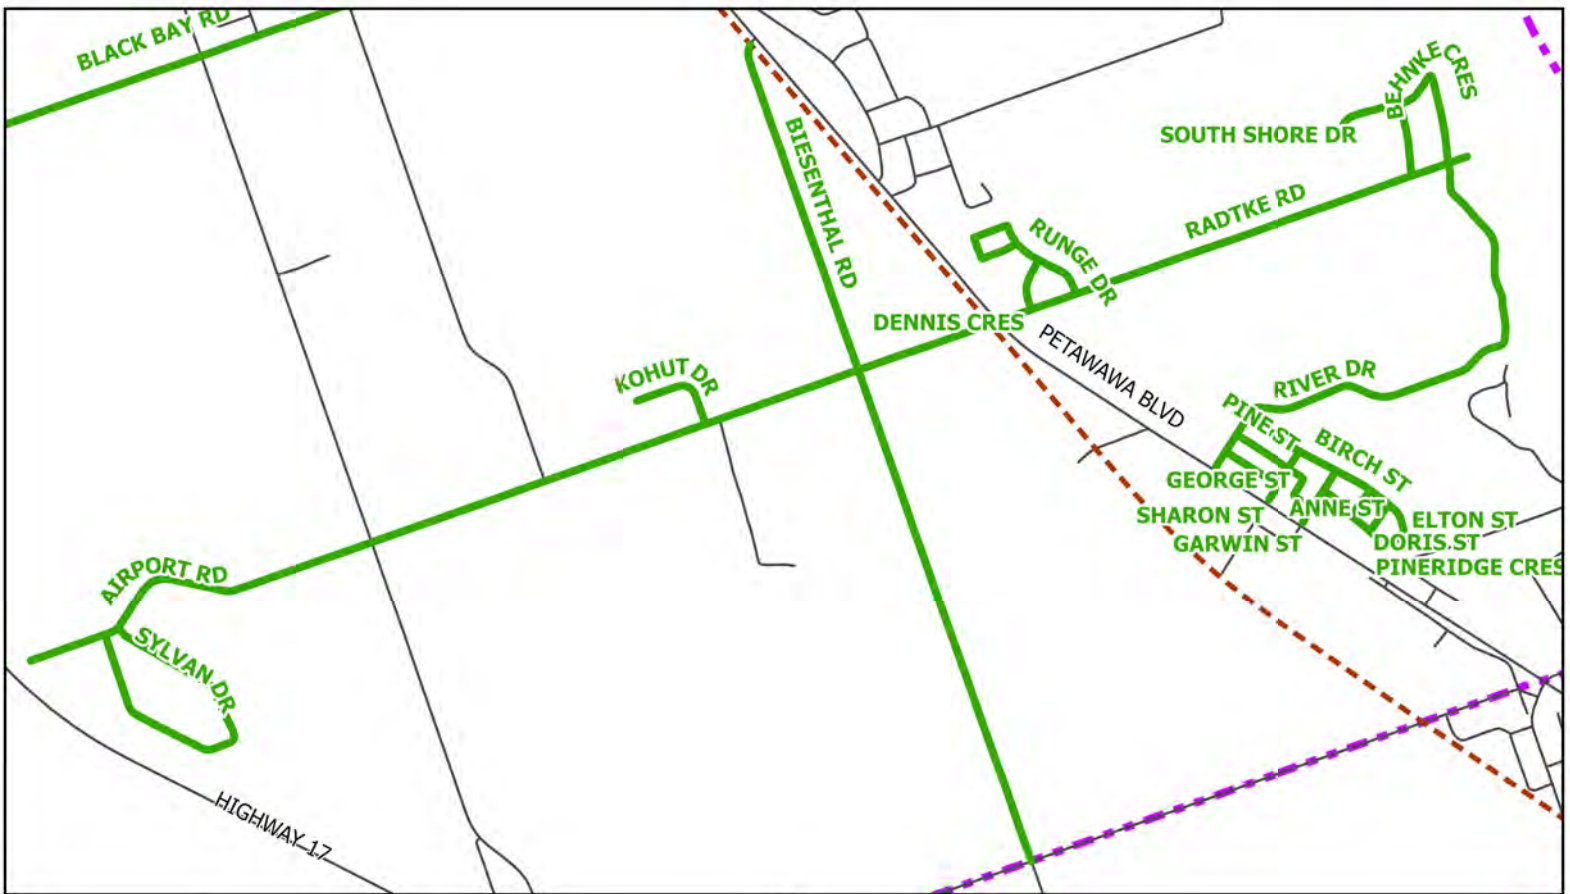 BLACK BAY RD
BEHNKE CRES
SOUTH SHORE DR
BIESENTHAL RD
RADTKE RD
RUNGE DR
DENNIS CRES
PETAWAWA BLVD
KOHUT DR
RIVER DR
PINE ST
BIRCH ST
GEORGE ST
ANNE ST
SHARON ST
ELTON ST
GARWIN ST
DORIS ST
PINERIDGE CRES
AIRPORT RD
SYLVAN DR
HIGHWAY 17